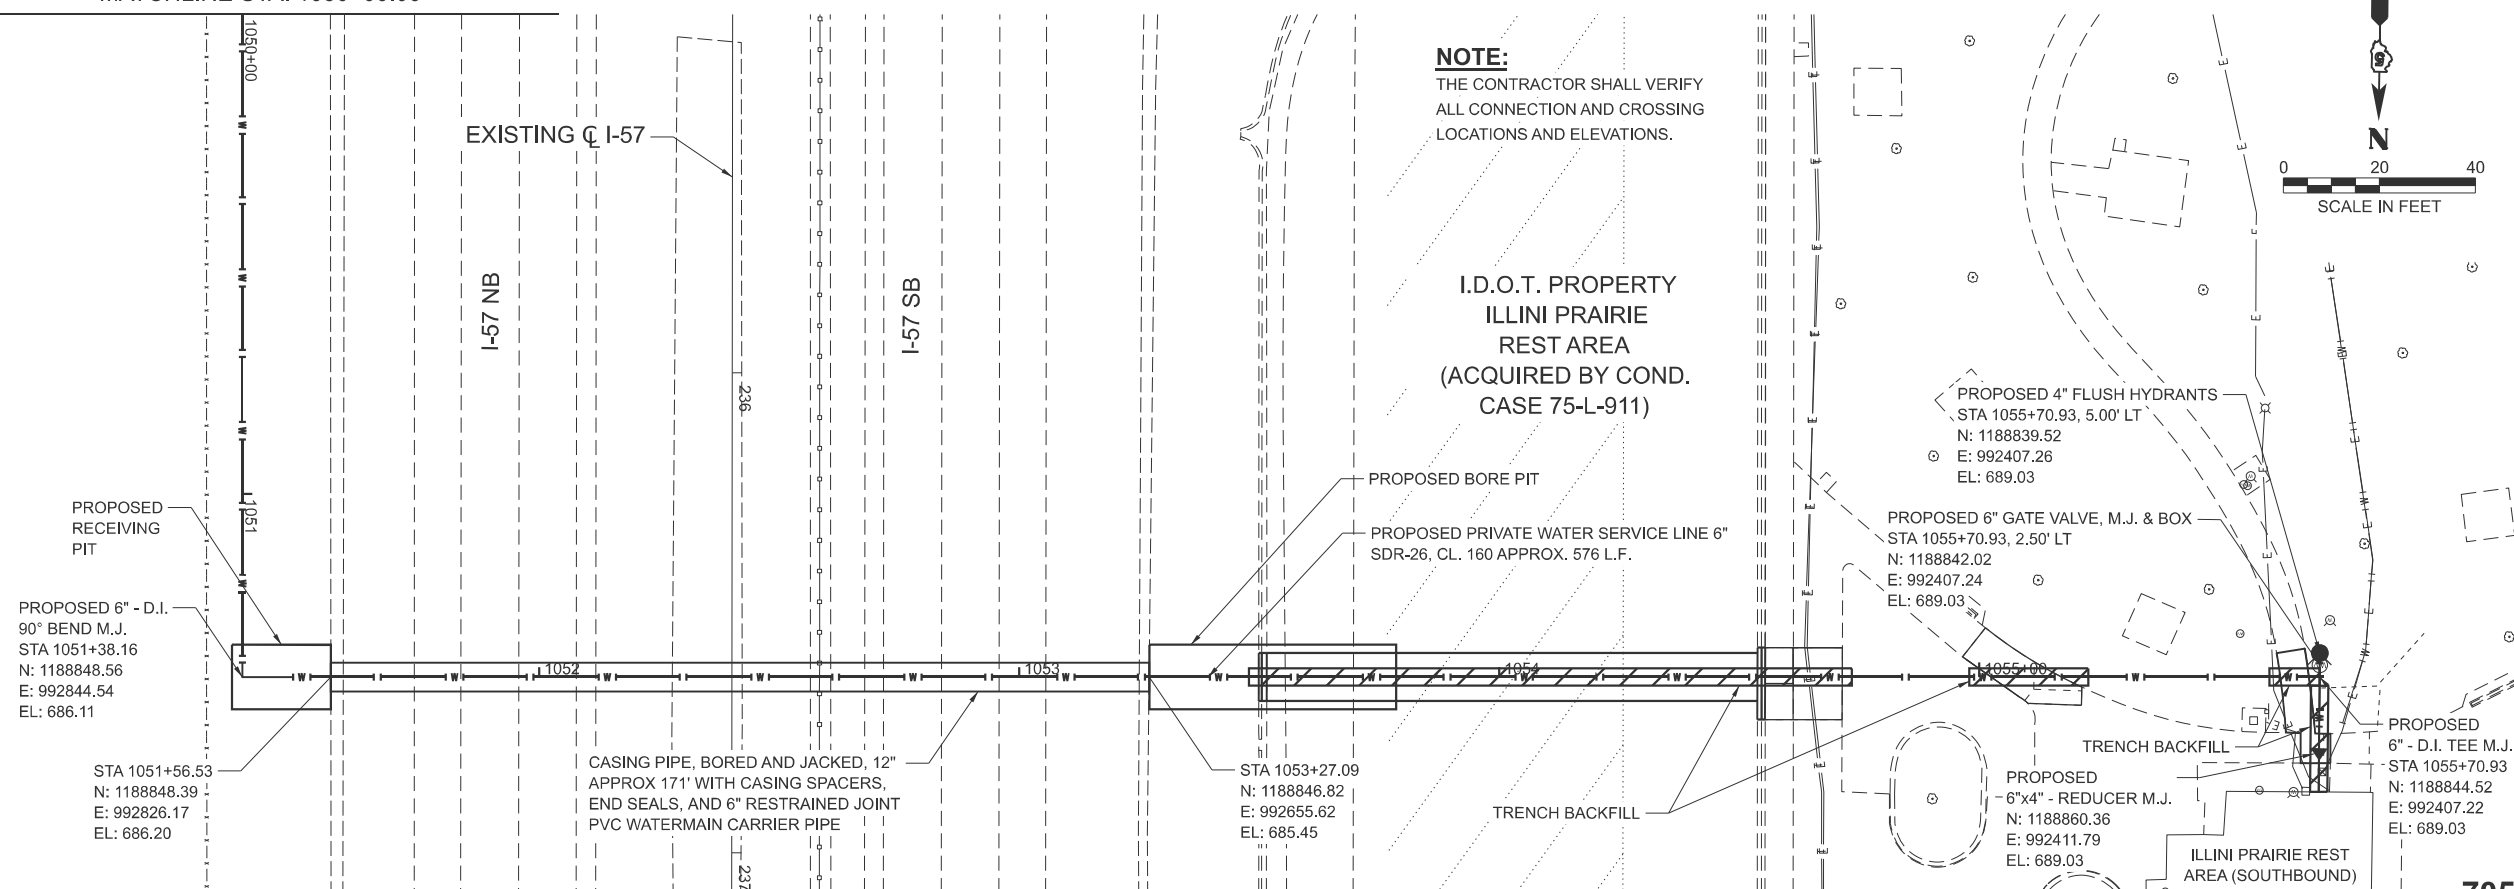 1050+00
EXISTING ℄ I-57
NOTE:
THE CONTRACTOR SHALL VERIFY
ALL CONNECTION AND CROSSING
LOCATIONS AND ELEVATIONS.
N
0 20 40
SCALE IN FEET
I-57 NB
I-57 SB
236
I.D.O.T. PROPERTY
ILLINI PRAIRIE
REST AREA
(ACQUIRED BY COND.
CASE 75-L-911)
PROPOSED 4" FLUSH HYDRANTS
STA 1055+70.93, 5.00' LT
N: 1188839.52
E: 992407.26
EL: 689.03
1051
PROPOSED
RECEIVING
PIT
PROPOSED BORE PIT
PROPOSED PRIVATE WATER SERVICE LINE 6"
SDR-26, CL. 160 APPROX. 576 L.F.
PROPOSED 6" GATE VALVE, M.J. & BOX
STA 1055+70.93, 2.50' LT
N: 1188842.02
E: 992407.24
EL: 689.03
PROPOSED 6" - D.I.
90° BEND M.J.
STA 1051+38.16
N: 1188848.56
E: 992844.54
EL: 686.11
1052
1053
1054
1055+00
STA 1051+56.53
N: 1188848.39
E: 992826.17
EL: 686.20
CASING PIPE, BORED AND JACKED, 12"
APPROX 171' WITH CASING SPACERS,
END SEALS, AND 6" RESTRAINED JOINT
PVC WATERMAIN CARRIER PIPE
STA 1053+27.09
N: 1188846.82
E: 992655.62
EL: 685.45
TRENCH BACKFILL
TRENCH BACKFILL
PROPOSED
6"x4" - REDUCER M.J.
N: 1188860.36
E: 992411.79
EL: 689.03
PROPOSED
6" - D.I. TEE M.J.
STA 1055+70.93
N: 1188844.52
E: 992407.22
EL: 689.03
237
ILLINI PRAIRIE REST
AREA (SOUTHBOUND)